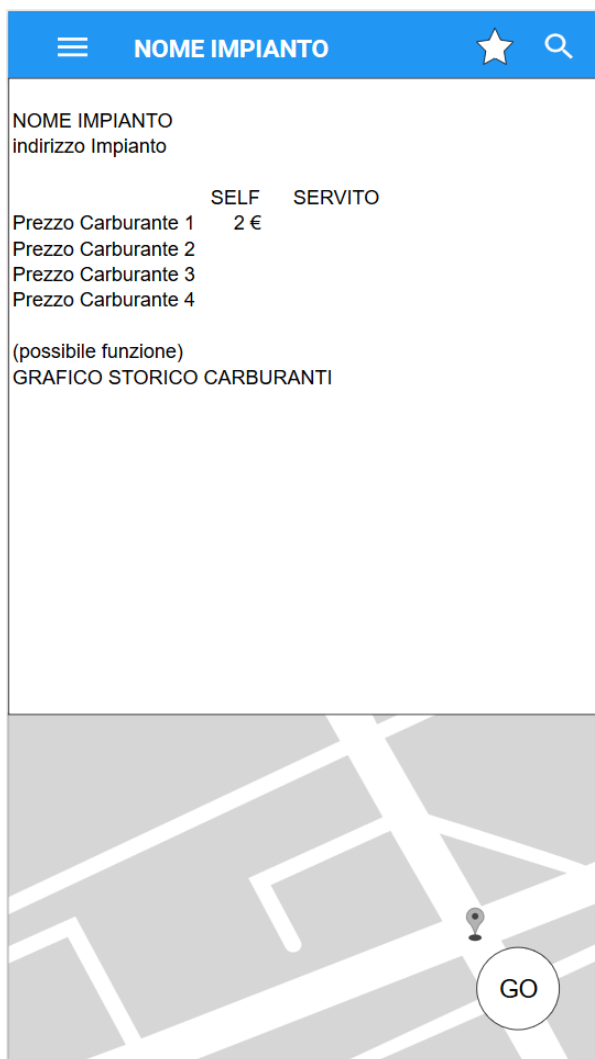 NOME IMPIANTO
NOME IMPIANTO
indirizzo Impianto
SELF SERVITO
Prezzo Carburante 1 2 €
Prezzo Carburante 2
Prezzo Carburante 3
Prezzo Carburante 4
(possibile funzione)
GRAFICO STORICO CARBURANTI
GO